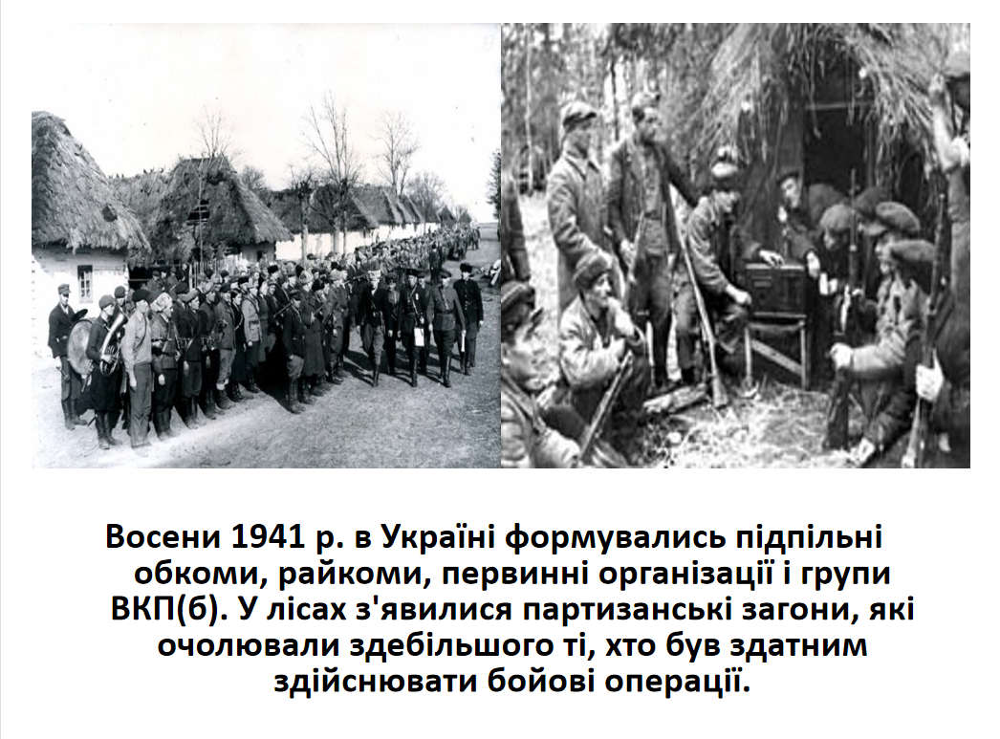 Восени 1941 р. в Україні формувались підпільні
обкоми, райкоми, первинні організації і групи
ВКП(б). У лісах з'явилися партизанські загони, які
очолювали здебільшого ті, хто був здатним
здійснювати бойові операції.